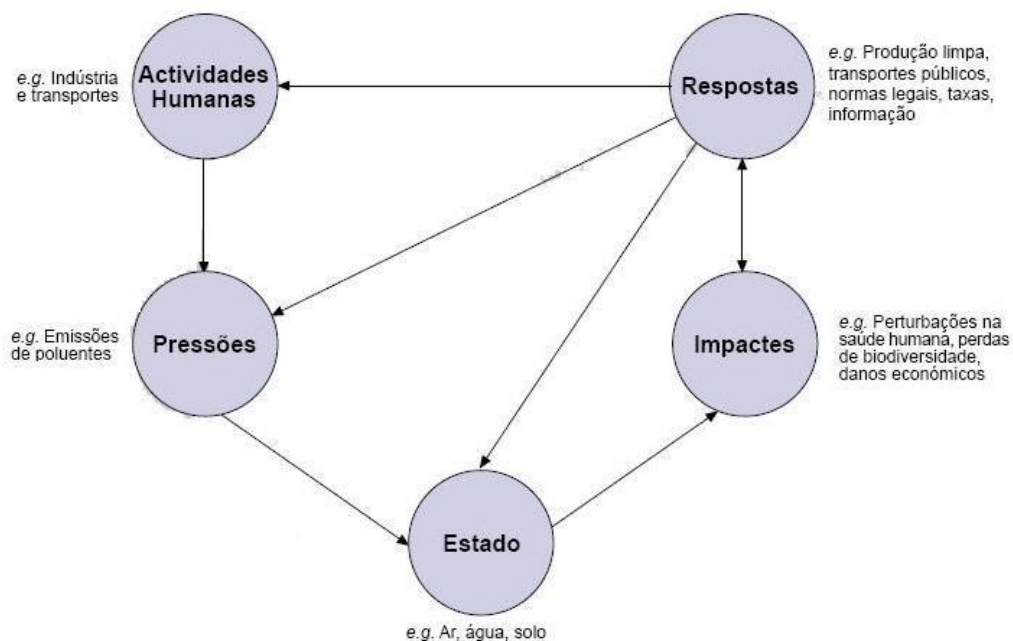 e.g. Indústria
e transportes
Actividades
Humanas
Respostas
e.g. Produção limpa,
transportes públicos,
normas legais, taxas,
informação
e.g. Emissões
de poluentes
Pressões
Impactes
e.g. Perturbações na
saúde humana, perdas
de biodiversidade,
danos económicos
Estado
e.g. Ar, água, solo